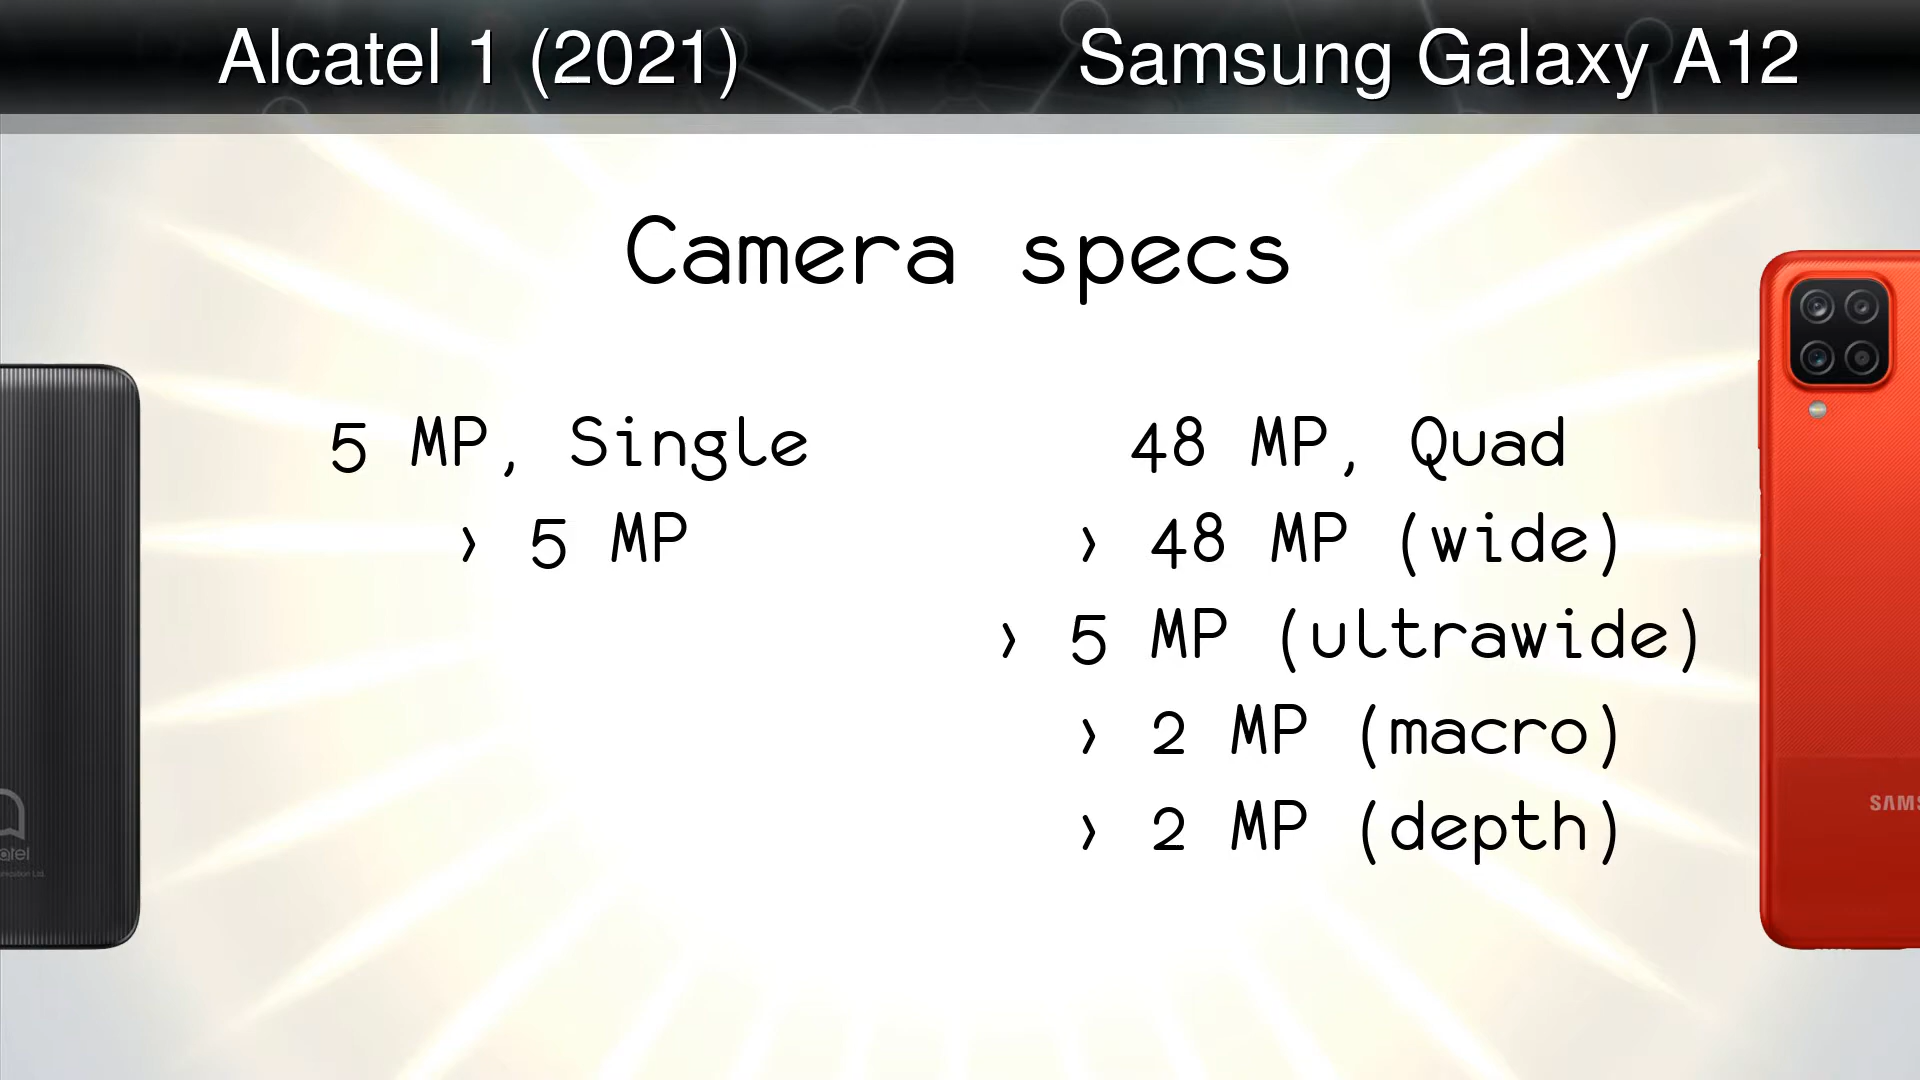 Alcatel 1 (2021)
Samsung Galaxy A12
Camera specs
5 MP, Single
› 5 MP
48 MP, Quad
› 48 MP (wide)
› 5 MP (ultrawide)
› 2 MP (macro)
› 2 MP (depth)